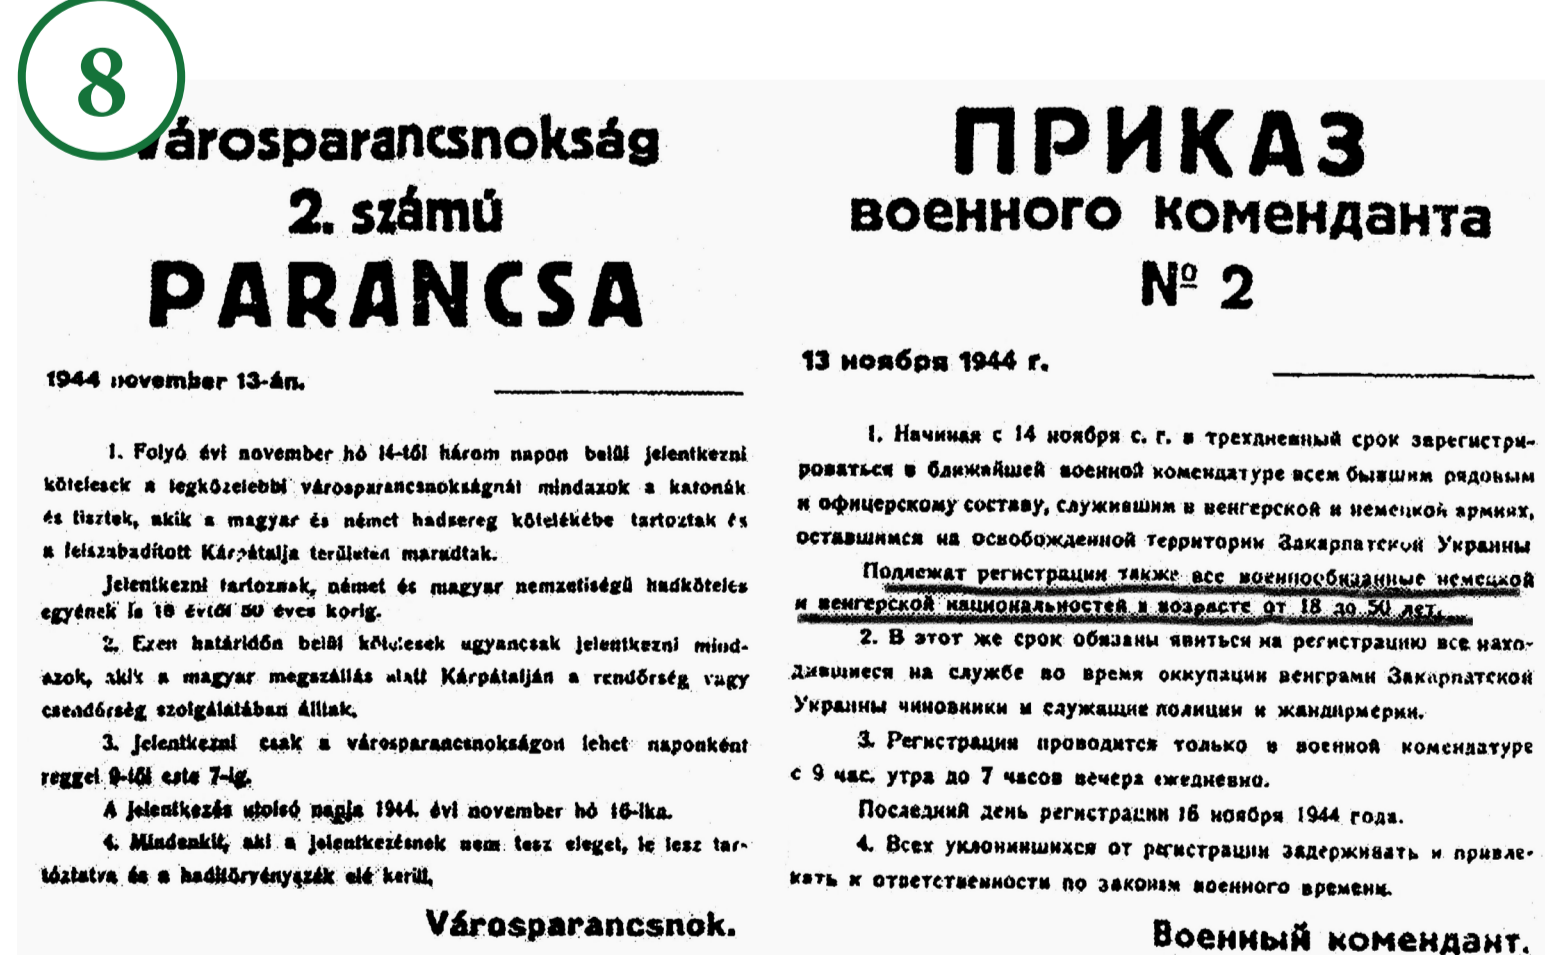 8
Városparancsnokság
2. számú
PARANCSA
1944 november 13-án.
1. Folyó évi november hó 14-től három napon belül jelentkezni
kötelesek a legközelebbi városparancsnokságnál mindazok a katonák
és tisztek, akik a magyar és német hadsereg kötelékébe tartoztak és
a felszabadított Kárpátalja területén maradtak.
Jelentkezni tartoznak, német és magyar nemzetiségű hadköteles
egyének is 18 évtől 50 éves korig.
2. Ezen határidőn belül kötelesek ugyancsak jelentkezni mind-
azok, akik a magyar megszállás alatt Kárpátalján a rendőrség vagy
csendőrség szolgálatában álltak.
3. Jelentkezni csak a városparancsnokságon lehet naponként
reggel 9-től este 7-ig.
A jelentkezés utolsó napja 1944. évi november hó 16-ika.
4. Mindenkit, aki a jelentkezésnek nem tesz eleget, le lesz tar-
tóztatva és a haditörvényszék elé kerül.
Városparancsnok.
ПРИКАЗ
военного коменданта
№ 2
13 ноября 1944 г.
1. Начиная с 14 ноября с. г. в трехдневный срок зарегистри-
роваться в ближайшей военной комендатуре всем бывшим рядовым
и офицерскому составу, служившим в венгерской и немецкой армиях,
оставшимся на освобожденной территории Закарпатской Украины
Подлежат регистрации также все военнообязанные немецкой
и венгерской национальностей в возрасте от 18 до 50 лет.
2. В этот же срок обязаны явиться на регистрацию все нахо-
дившиеся на службе во время оккупации венграми Закарпатской
Украины чиновники и служащие полиции и жандармерии.
3. Регистрация проводится только в военной комендатуре
с 9 час. утра до 7 часов вечера ежедневно.
Последний день регистрации 16 ноября 1944 года.
4. Всех уклонившихся от регистрации задерживать и привле-
кать к ответственности по законам военного времени.
Военный комендант.